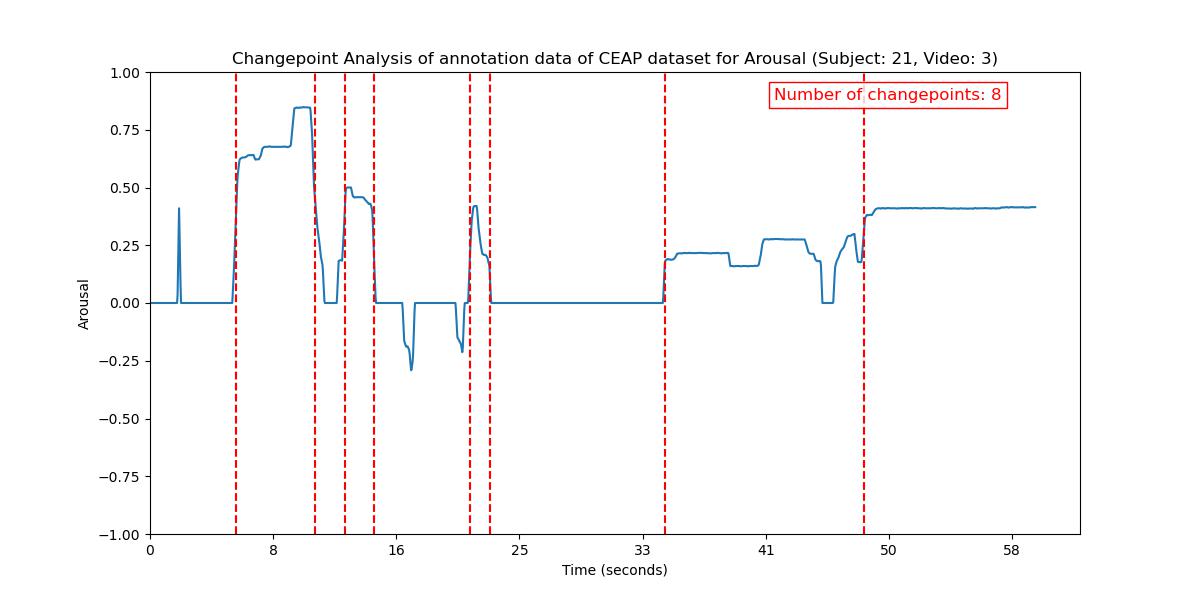 Changepoint Analysis of annotation data of CEAP dataset for Arousal (Subject: 21, Video: 3)
Number of changepoints: 8
1.00
0.75
0.50
0.25
0.00
−0.25
−0.50
−0.75
−1.00
Arousal
0 8 16 25 33 41 50 58
Time (seconds)